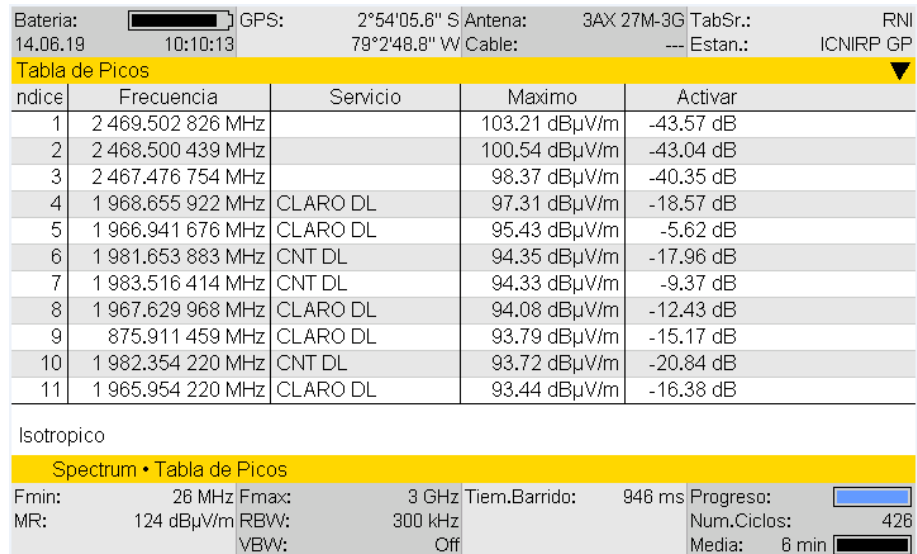 Bateria: GPS: 2°54'05.6" S Antena: 3AX 27M-3G TabSr.: RNI
14.06.19 10:10:13 79°2'48.8" W Cable: --- Estan.: ICNIRP GP
Tabla de Picos
ndice Frecuencia Servicio Maximo Activar
1 2 469.502 826 MHz 103.21 dBµV/m -43.57 dB
2 2 468.500 439 MHz 100.54 dBµV/m -43.04 dB
3 2 467.476 754 MHz 98.37 dBµV/m -40.35 dB
4 1 968.655 922 MHz CLARO DL 97.31 dBµV/m -18.57 dB
5 1 966.941 676 MHz CLARO DL 95.43 dBµV/m -5.62 dB
6 1 981.653 883 MHz CNT DL 94.35 dBµV/m -17.96 dB
7 1 983.516 414 MHz CNT DL 94.33 dBµV/m -9.37 dB
8 1 967.629 968 MHz CLARO DL 94.08 dBµV/m -12.43 dB
9 875.911 459 MHz CLARO DL 93.79 dBµV/m -15.17 dB
10 1 982.354 220 MHz CNT DL 93.72 dBµV/m -20.84 dB
11 1 965.954 220 MHz CLARO DL 93.44 dBµV/m -16.38 dB
Isotropico
Spectrum • Tabla de Picos
Fmin: 26 MHz Fmax: 3 GHz Tiem.Barrido: 946 ms Progreso:
MR: 124 dBµV/m RBW: 300 kHz Num.Ciclos: 426
VBW: Off Media: 6 min